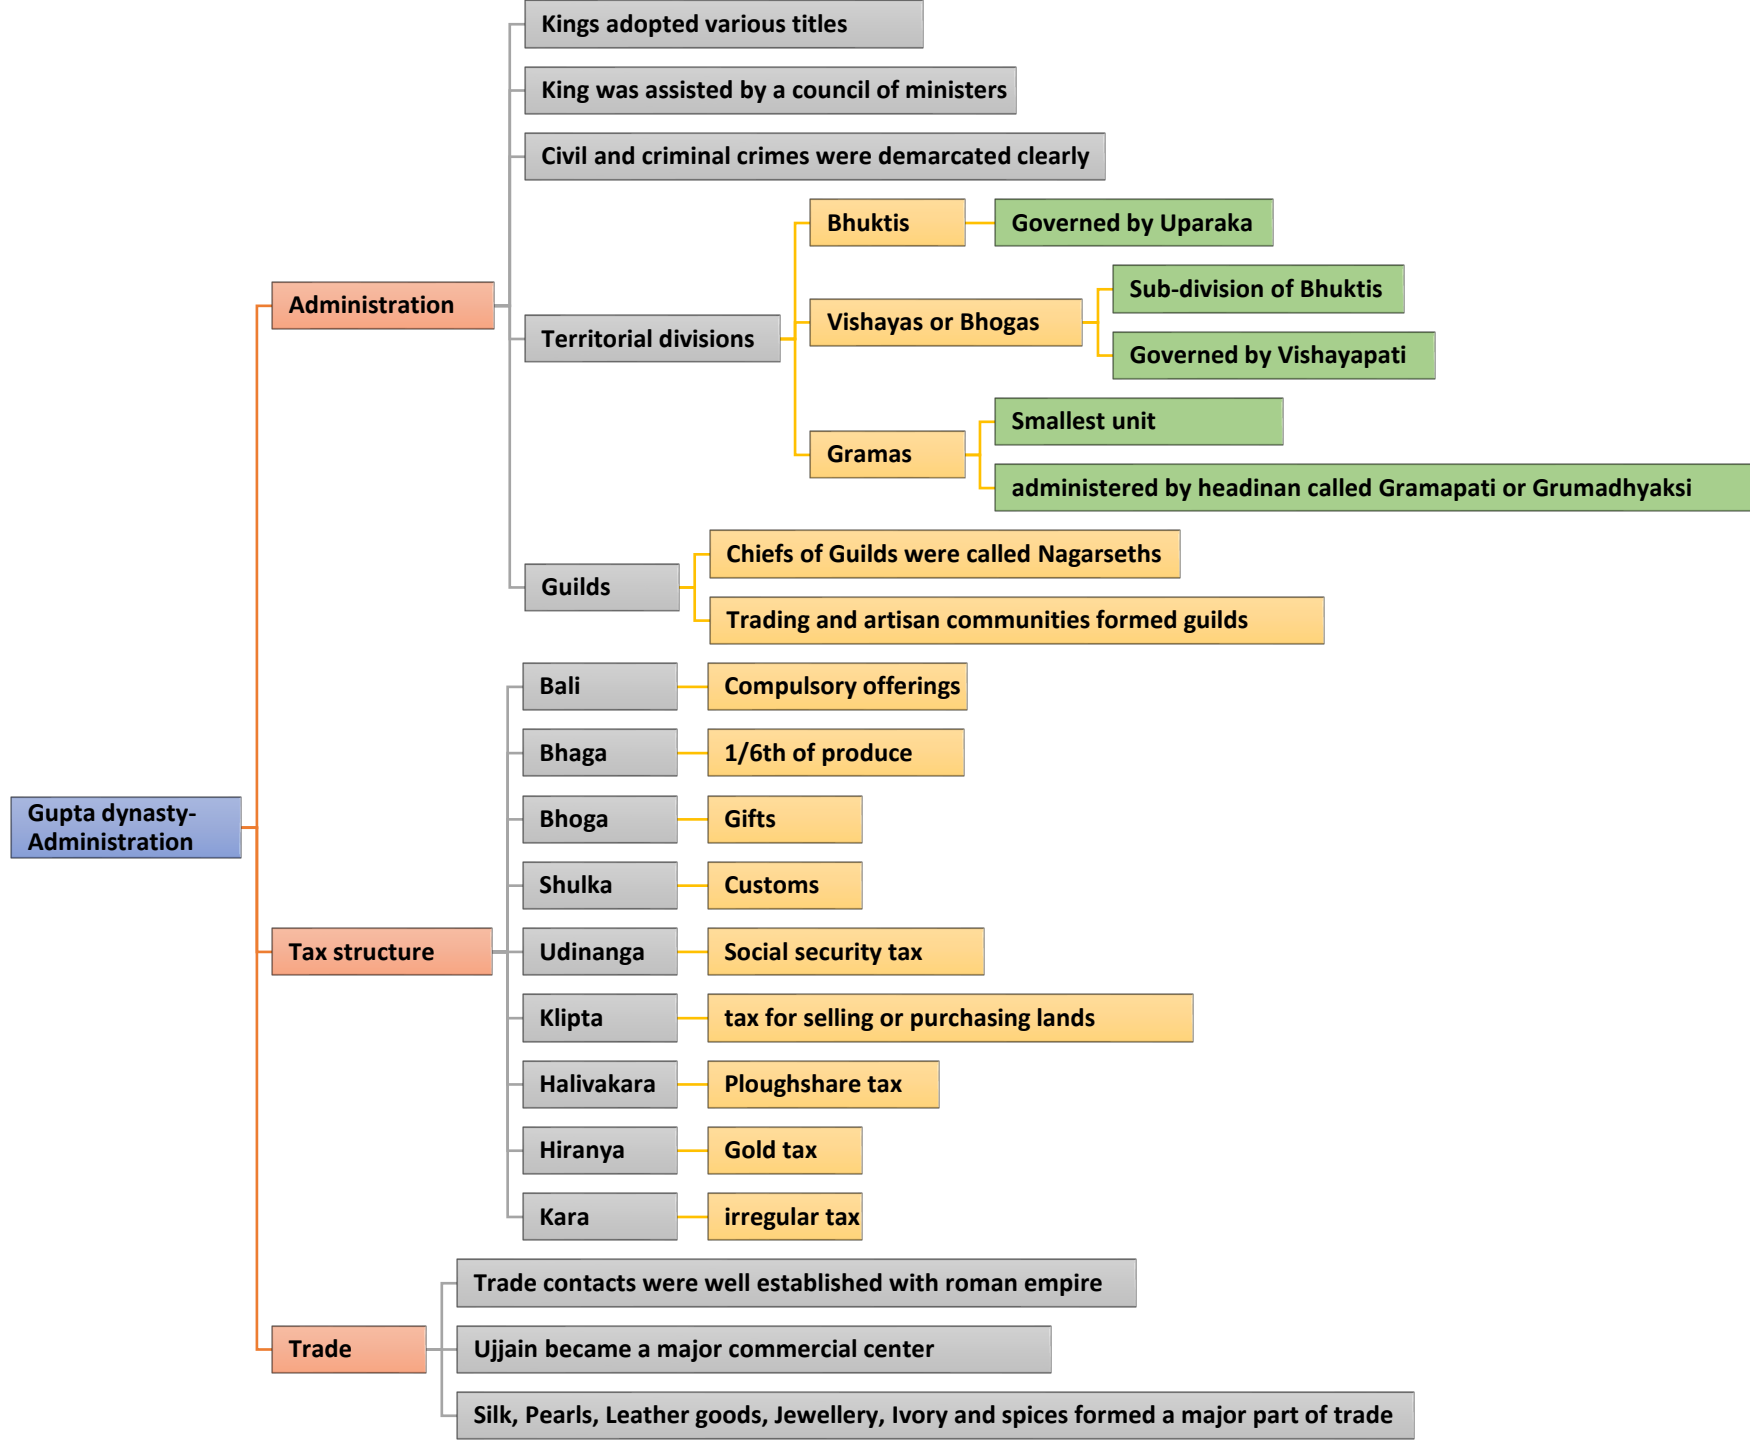 Kings adopted various titles
King was assisted by a council of ministers
Civil and criminal crimes were demarcated clearly
Bhuktis
Governed by Uparaka
Sub-division of Bhuktis
Administration
Vishayas or Bhogas
Territorial divisions
Governed by Vishayapati
Smallest unit
Gramas
administered by headinan called Gramapati or Grumadhyaksi
Chiefs of Guilds were called Nagarseths
Guilds
Trading and artisan communities formed guilds
Bali
Compulsory offerings
Bhaga
1/6th of produce
Gupta dynasty-
Administration
Bhoga
Gifts
Shulka
Customs
Tax structure
Udinanga
Social security tax
Klipta
tax for selling or purchasing lands
Halivakara
Ploughshare tax
Hiranya
Gold tax
Kara
irregular tax
Trade contacts were well established with roman empire
Trade
Ujjain became a major commercial center
Silk, Pearls, Leather goods, Jewellery, Ivory and spices formed a major part of trade